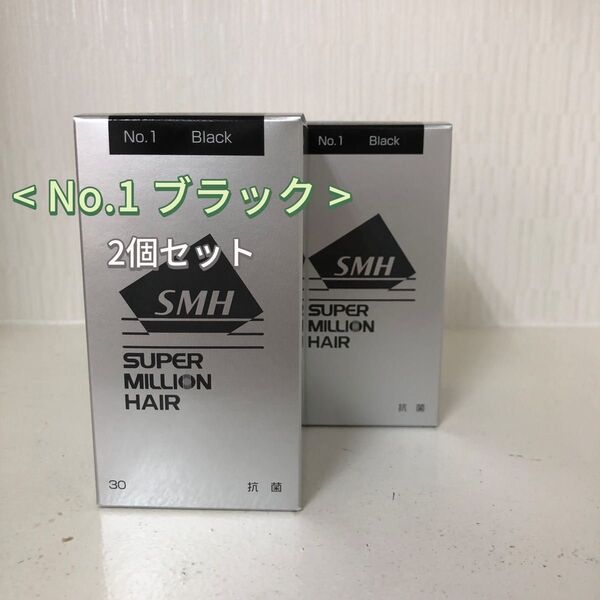 No.1 Black
< No.1 ブラック >
2個セット
SMH
SUPER
MILLION
HAIR
30 抗菌
No.1 Black
SMH
SUPER
MILLION
HAIR
抗菌